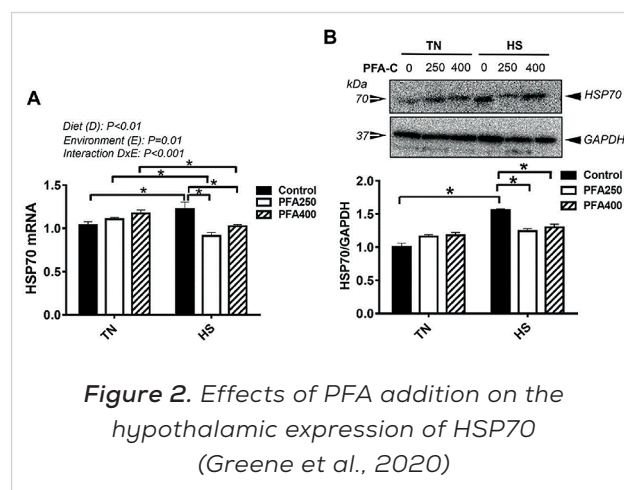 B
TN HS
PFA-C 0 250 400 0 250 400
kDa
70 HSP70
37 GAPDH
A
Diet (D): P<0.01
Environment (E): P=0.01
Interaction DxE: P<0.001
* 
*
* *
*
Control
PFA250
PFA400
HSP70 mRNA
1.5
1.0
0.5
0.0
TN HS
*
*
*
Control
PFA250
PFA400
HSP70/GAPDH
2.0
1.5
1.0
0.5
0.0
TN HS
Figure 2. Effects of PFA addition on the
hypothalamic expression of HSP70
(Greene et al., 2020)